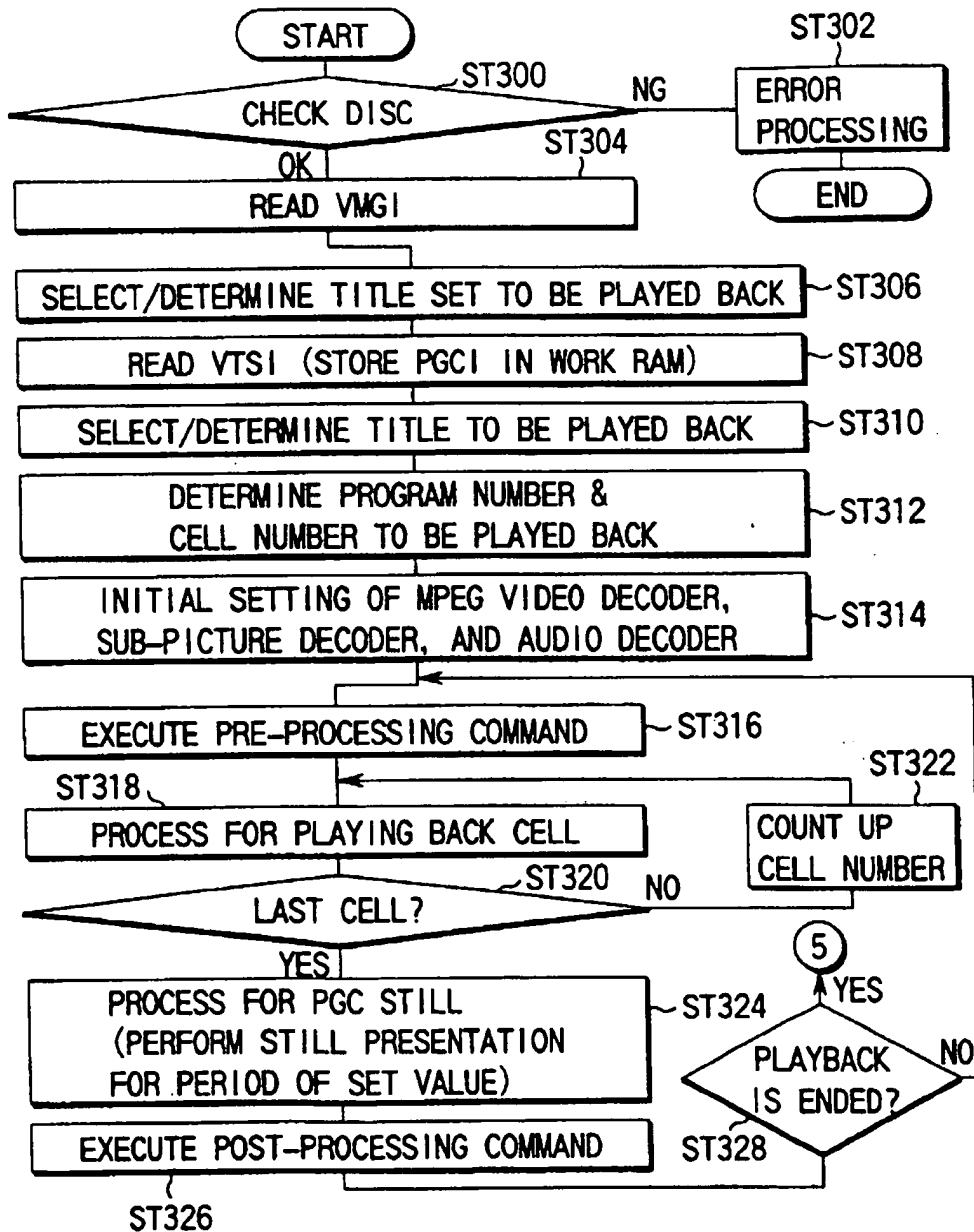 START
ST300
ST302
CHECK DISC
NG
ERROR
PROCESSING
END
OK
ST304
READ VMGI
SELECT/DETERMINE TITLE SET TO BE PLAYED BACK
ST306
READ VTSI (STORE PGCI IN WORK RAM)
ST308
SELECT/DETERMINE TITLE TO BE PLAYED BACK
ST310
DETERMINE PROGRAM NUMBER &
CELL NUMBER TO BE PLAYED BACK
ST312
INITIAL SETTING OF MPEG VIDEO DECODER,
SUB-PICTURE DECODER, AND AUDIO DECODER
ST314
EXECUTE PRE-PROCESSING COMMAND
ST316
ST318
PROCESS FOR PLAYING BACK CELL
ST322
COUNT UP
CELL NUMBER
ST320
LAST CELL?
NO
YES
PROCESS FOR PGC STILL
(PERFORM STILL PRESENTATION
FOR PERIOD OF SET VALUE)
ST324
EXECUTE POST-PROCESSING COMMAND
ST326
5
YES
PLAYBACK
IS ENDED?
NO
ST328